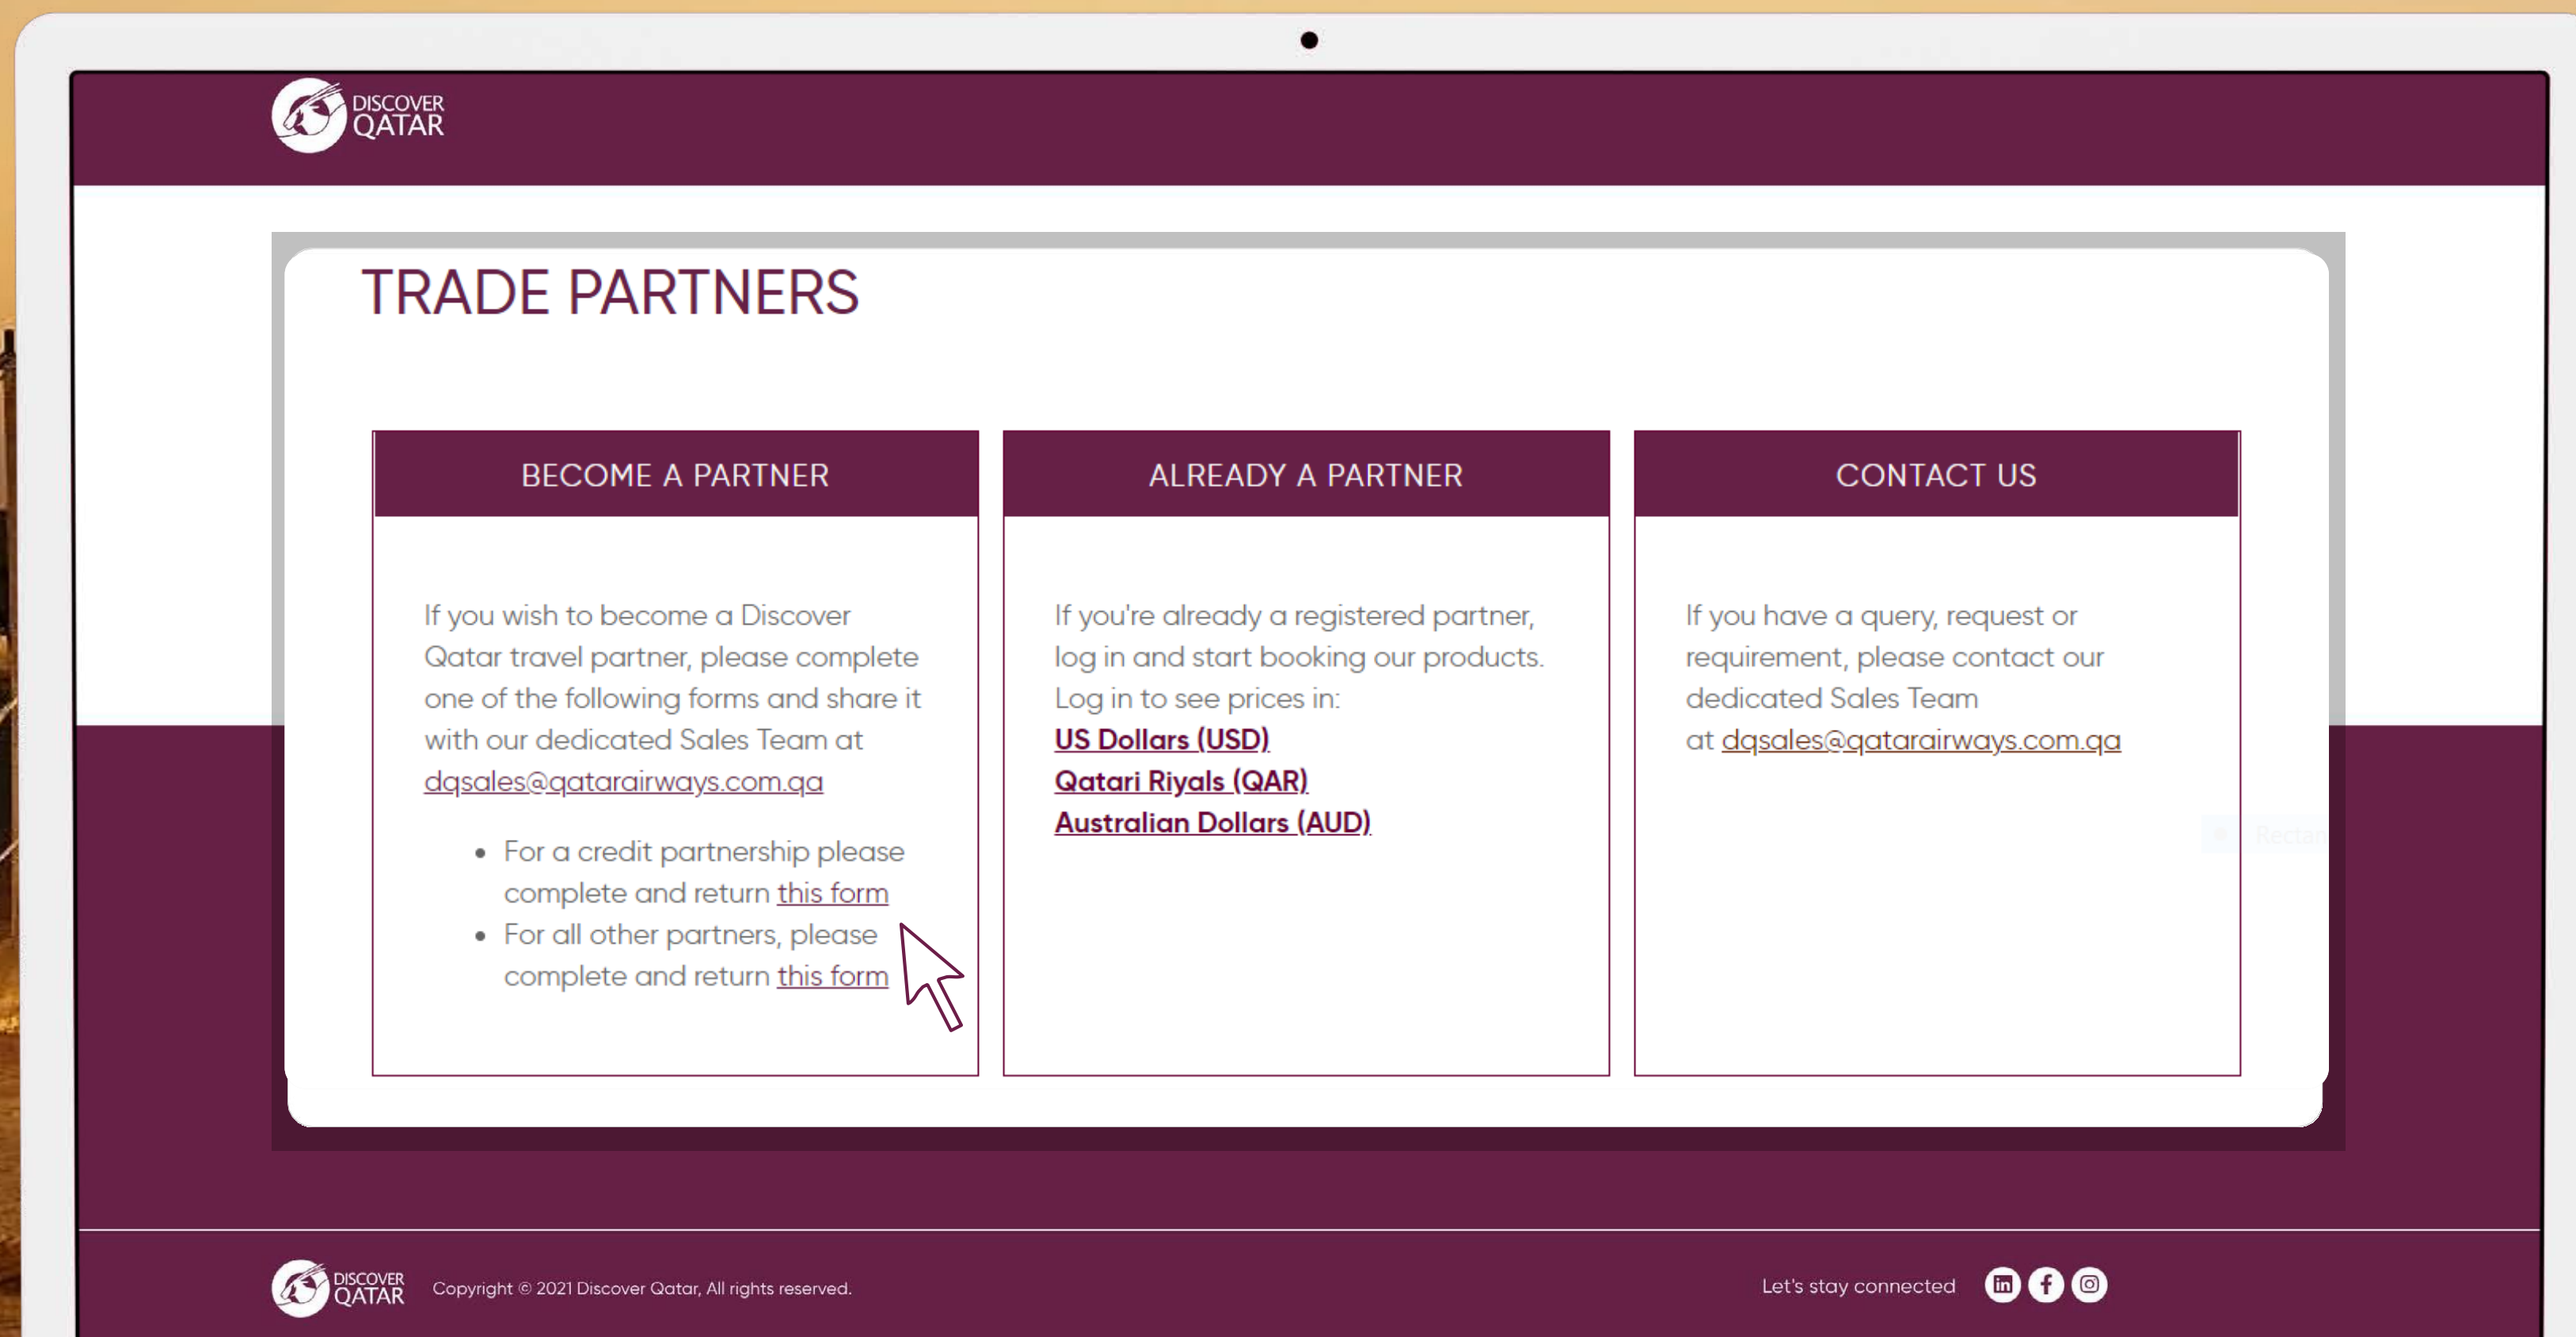 DISCOVER
QATAR
TRADE PARTNERS
BECOME A PARTNER
If you wish to become a Discover
Qatar travel partner, please complete
one of the following forms and share it
with our dedicated Sales Team at
dqsales@qatarairways.com.qa
• For a credit partnership please
complete and return this form
• For all other partners, please
complete and return this form
ALREADY A PARTNER
If you're already a registered partner,
log in and start booking our products.
Log in to see prices in:
US Dollars (USD)
Qatari Riyals (QAR)
Australian Dollars (AUD)
CONTACT US
If you have a query, request or
requirement, please contact our
dedicated Sales Team
at dqsales@qatarairways.com.qa
DISCOVER
QATAR
Copyright © 2021 Discover Qatar, All rights reserved.
Let's stay connected